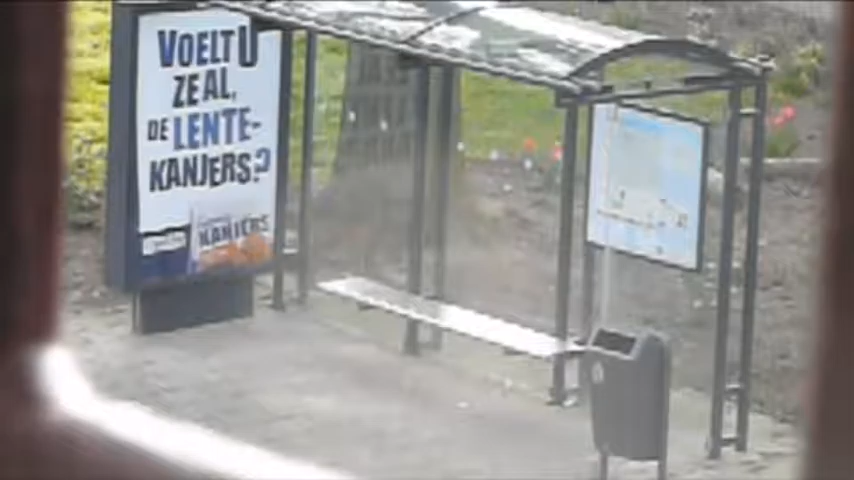 VOELT U
ZE AL,
DE LENTE-
KANJERS?
KANJERS